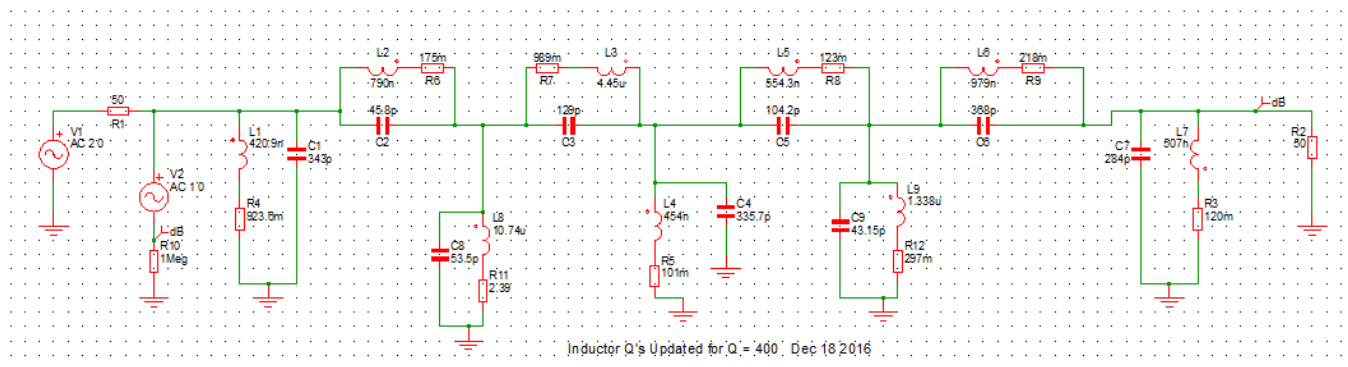 50
R1
V1
AC 2 0
V2
AC 1 0
dB
R10
1Meg
L1
420.9n
R4
923.6m
C1
343p
L2
790n
175m
R6
45.8p
C2
C8
53.5p
L8
10.74u
R11
2.39
989m
R7
L3
4.45u
128p
C3
L4
454n
R5
101m
C4
335.7p
L5
554.3n
123m
R8
104.2p
C5
C9
43.15p
L9
1.338u
R12
297m
L6
979n
218m
R9
368p
C6
C7
284p
L7
507n
R3
120m
dB
R2
50
Inductor Q's Updated for Q = 400 Dec 18 2016